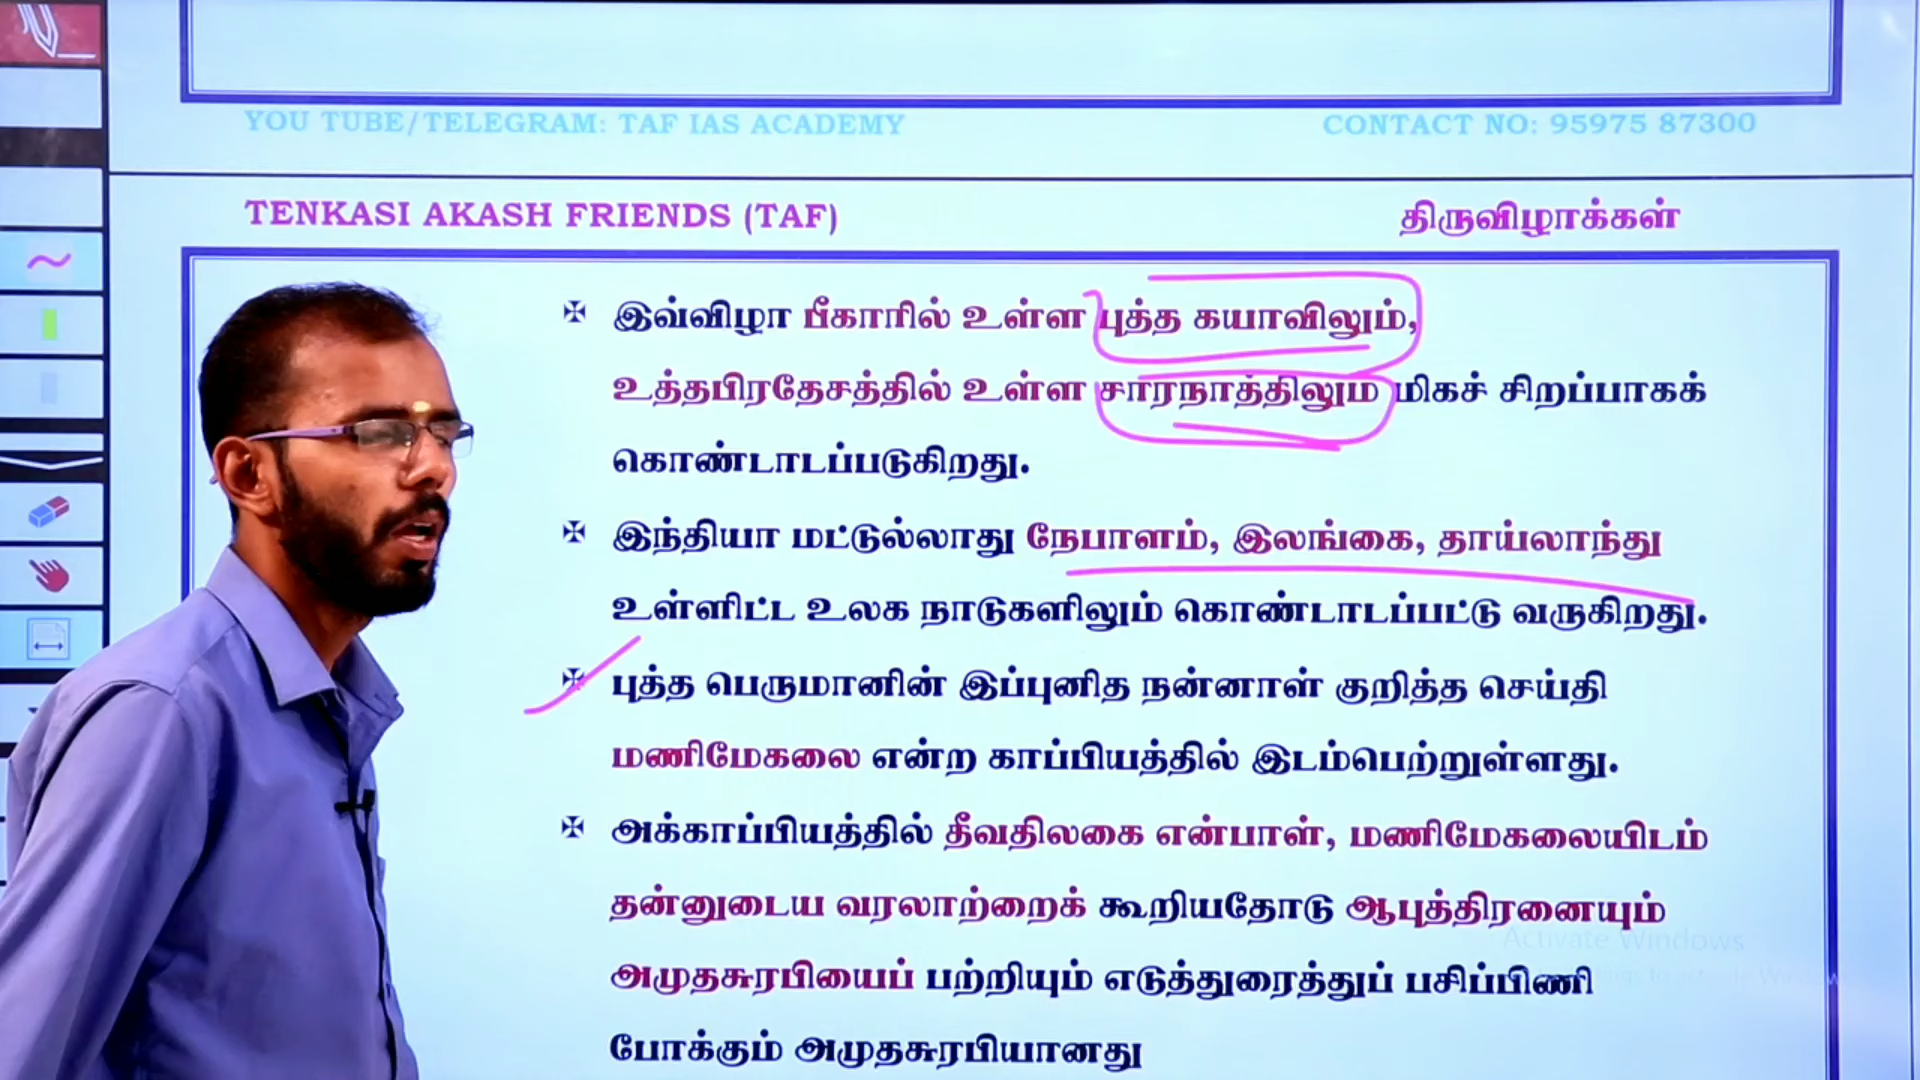 YOU TUBE/TELEGRAM: TAF IAS ACADEMY CONTACT NO: 95975 87300
TENKASI AKASH FRIENDS (TAF) திருவிழாக்கள்
✠ இவ்விழா பீகாரில் உள்ள புத்த கயாவிலும்,
உத்தபிரதேசத்தில் உள்ள சாரநாத்திலும் மிகச் சிறப்பாகக்
கொண்டாடப்படுகிறது.
✠ இந்தியா மட்டுல்லாது நேபாளம், இலங்கை, தாய்லாந்து
உள்ளிட்ட உலக நாடுகளிலும் கொண்டாடப்பட்டு வருகிறது.
✠ புத்த பெருமானின் இப்புனித நன்னாள் குறித்த செய்தி
மணிமேகலை என்ற காப்பியத்தில் இடம்பெற்றுள்ளது.
✠ அக்காப்பியத்தில் தீவதிலகை என்பாள், மணிமேகலையிடம்
தன்னுடைய வரலாற்றைக் கூறியதோடு ஆபுத்திரனையும்
Activate Windows
அமுதசுரபியைப் பற்றியும் எடுத்துரைத்துப் பசிப்பிணி
போக்கும் அமுதசுரபியானது